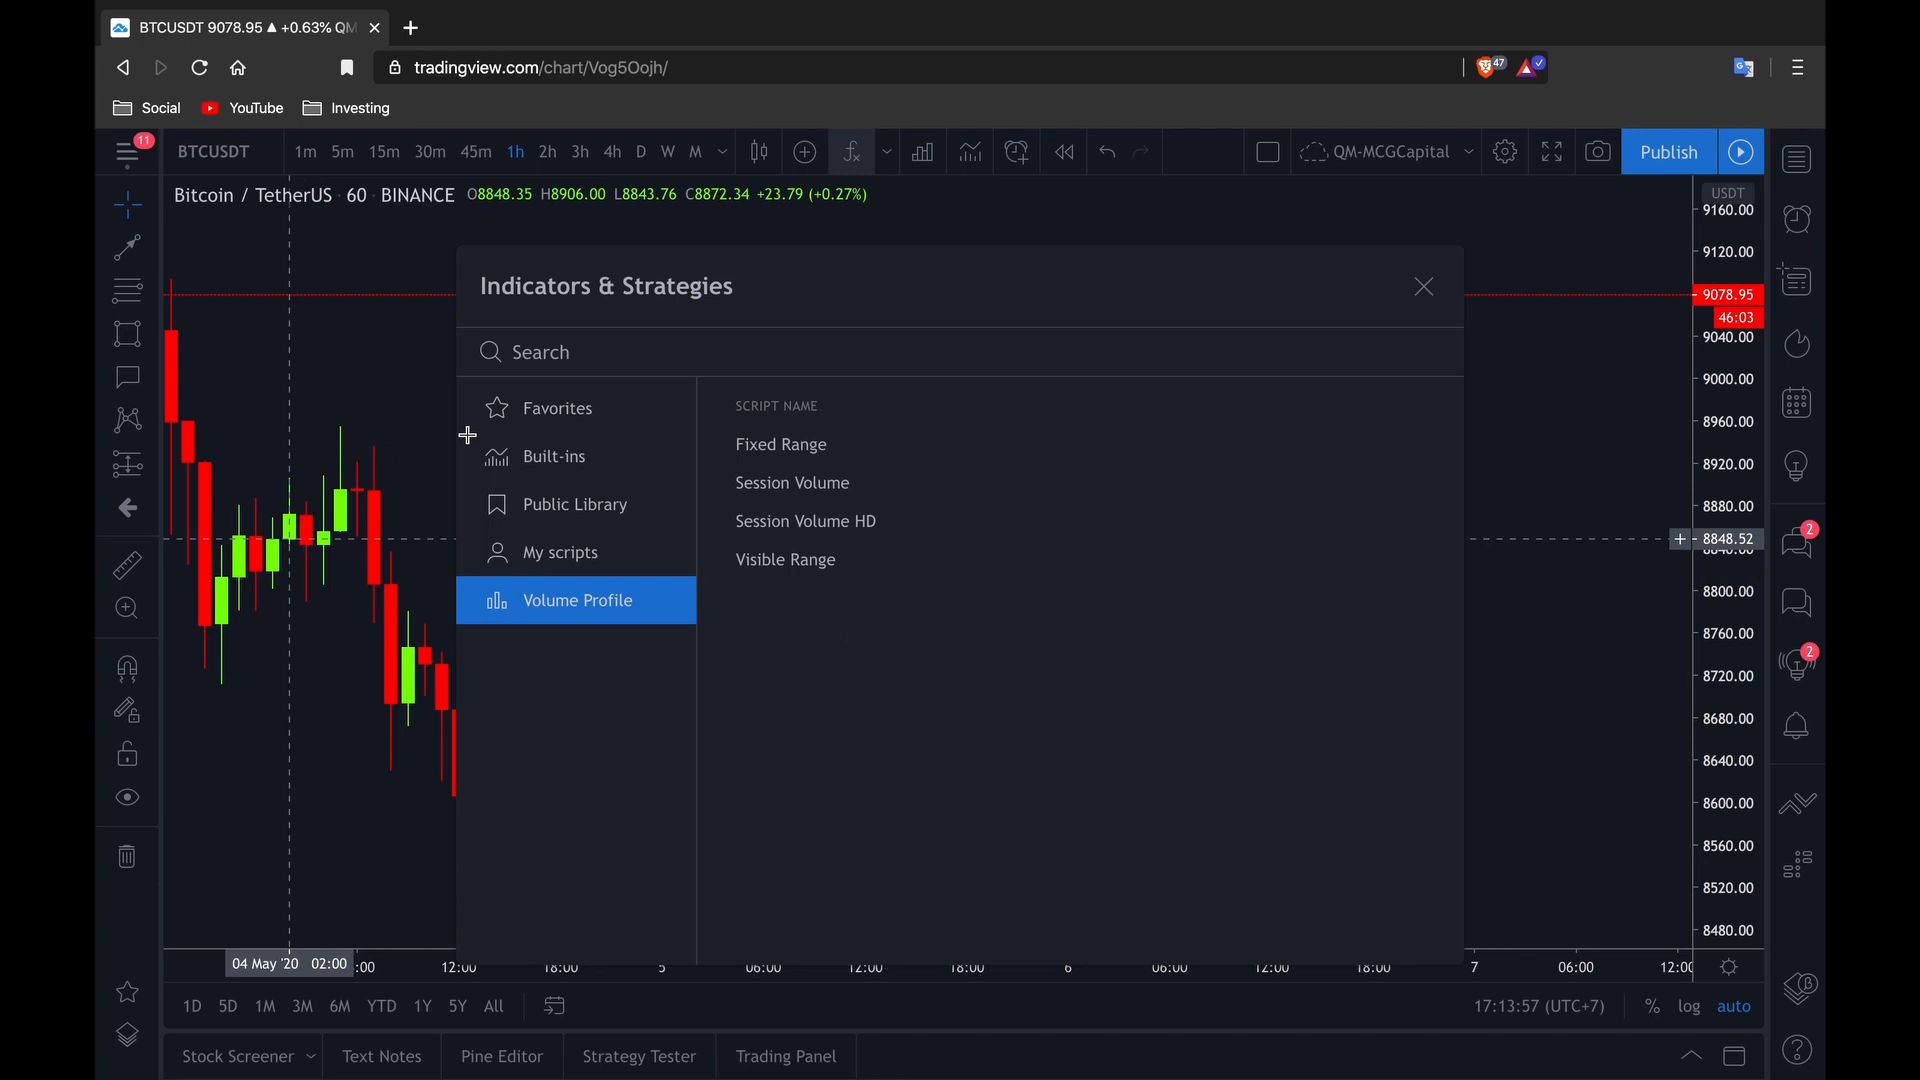 BTCUSDT 9078.95 ▲ +0.63% QM
tradingview.com/chart/Vog5Oojh/
47
Social YouTube Investing
11
BTCUSDT 1m 5m 15m 30m 45m 1h 2h 3h 4h D W M QM-MCGCapital Publish
Bitcoin / TetherUS · 60 · BINANCE O8848.35 H8906.00 L8843.76 C8872.34 +23.79 (+0.27%)
USDT
9160.00
9120.00
9078.95
46:03
9040.00
9000.00
8960.00
8920.00
8880.00
8848.52
8800.00
8760.00
8720.00
8680.00
8640.00
8600.00
8560.00
8520.00
8480.00
Indicators & Strategies
Search
Favorites
Built-ins
Public Library
My scripts
Volume Profile
SCRIPT NAME
Fixed Range
Session Volume
Session Volume HD
Visible Range
2
2
04 May '20 02:00 :00 12:00 18:00 5 06:00 12:00 18:00 6 06:00 12:00 18:00 7 06:00 12:00
1D 5D 1M 3M 6M YTD 1Y 5Y All 17:13:57 (UTC+7) % log auto
Stock Screener Text Notes Pine Editor Strategy Tester Trading Panel